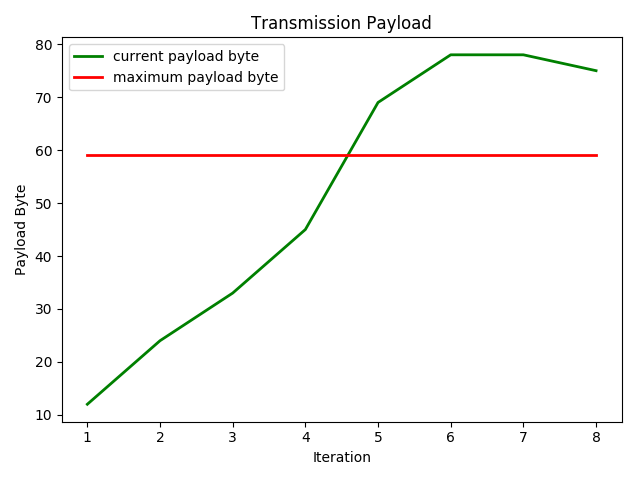 Transmission Payload
current payload byte
maximum payload byte
Payload Byte
80
70
60
50
40
30
20
10
1 2 3 4 5 6 7 8
Iteration